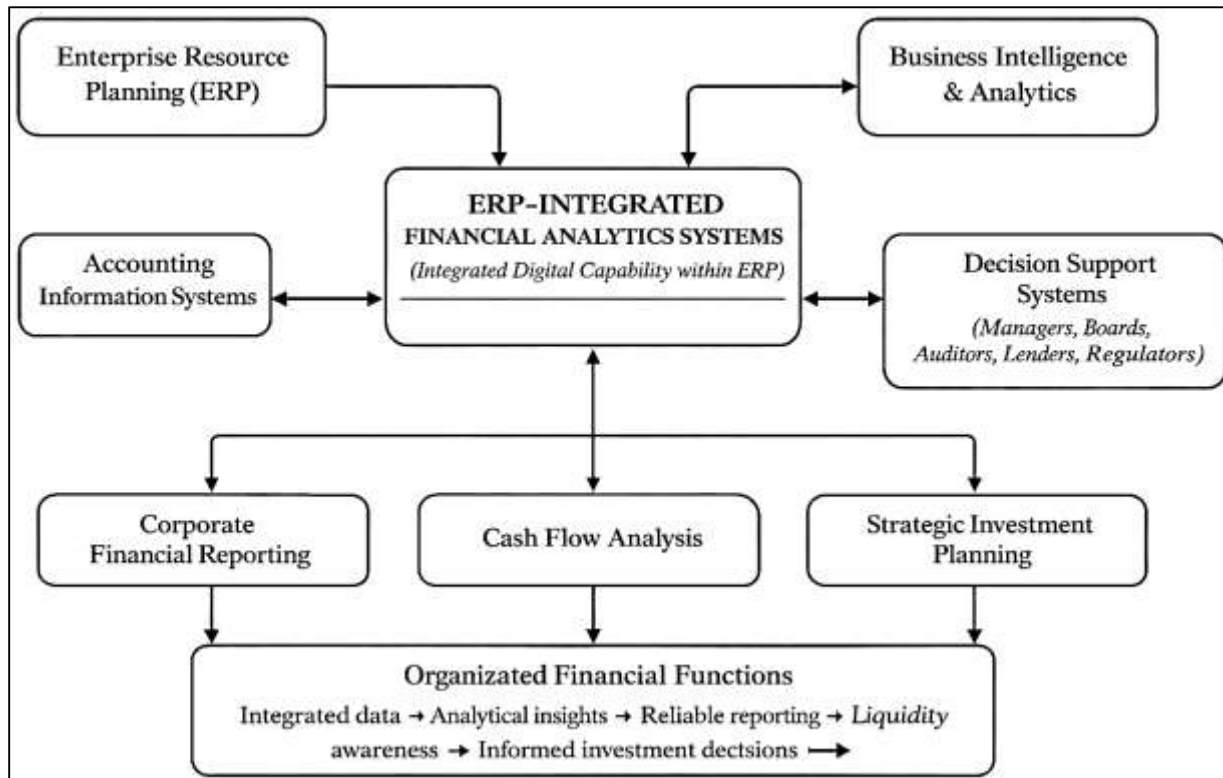 Enterprise Resource
Planning (ERP)
Business Intelligence
& Analytics
ERP–INTEGRATED
FINANCIAL ANALYTICS SYSTEMS
(Integrated Digital Capability within ERP)
Accounting
Information Systems
Decision Support
Systems
(Managers, Boards,
Auditors, Lenders, Regulators)
Corporate
Financial Reporting
Cash Flow Analysis
Strategic Investment
Planning
Organizated Financial Functions
Integrated data → Analytical insights → Reliable reporting → Liquidity
awareness → Informed investment dectsions →